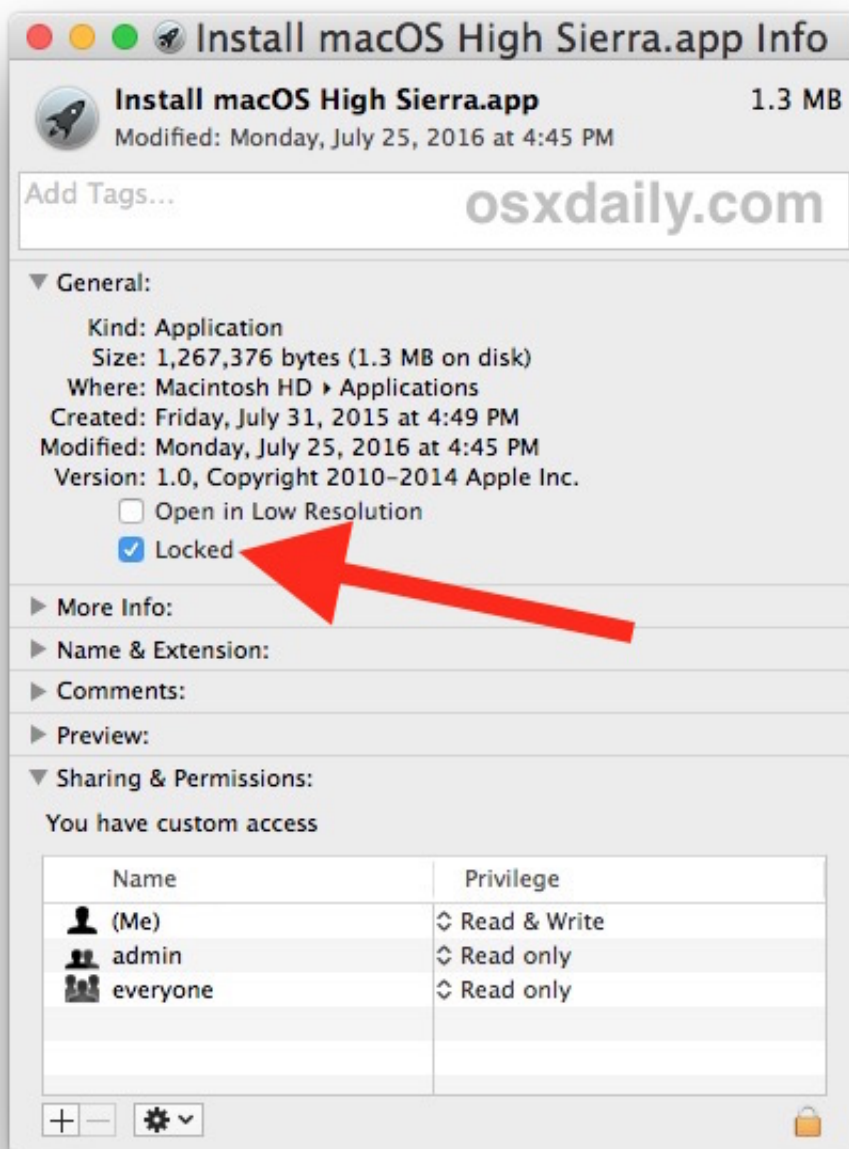 Install macOS High Sierra.app Info
Install macOS High Sierra.app 1.3 MB
Modified: Monday, July 25, 2016 at 4:45 PM
Add Tags...
osxdaily.com
General:
Kind: Application
Size: 1,267,376 bytes (1.3 MB on disk)
Where: Macintosh HD ▸ Applications
Created: Friday, July 31, 2015 at 4:49 PM
Modified: Monday, July 25, 2016 at 4:45 PM
Version: 1.0, Copyright 2010–2014 Apple Inc.
Open in Low Resolution
Locked
More Info:
Name & Extension:
Comments:
Preview:
Sharing & Permissions:
You have custom access
Name Privilege
(Me) Read & Write
admin Read only
everyone Read only